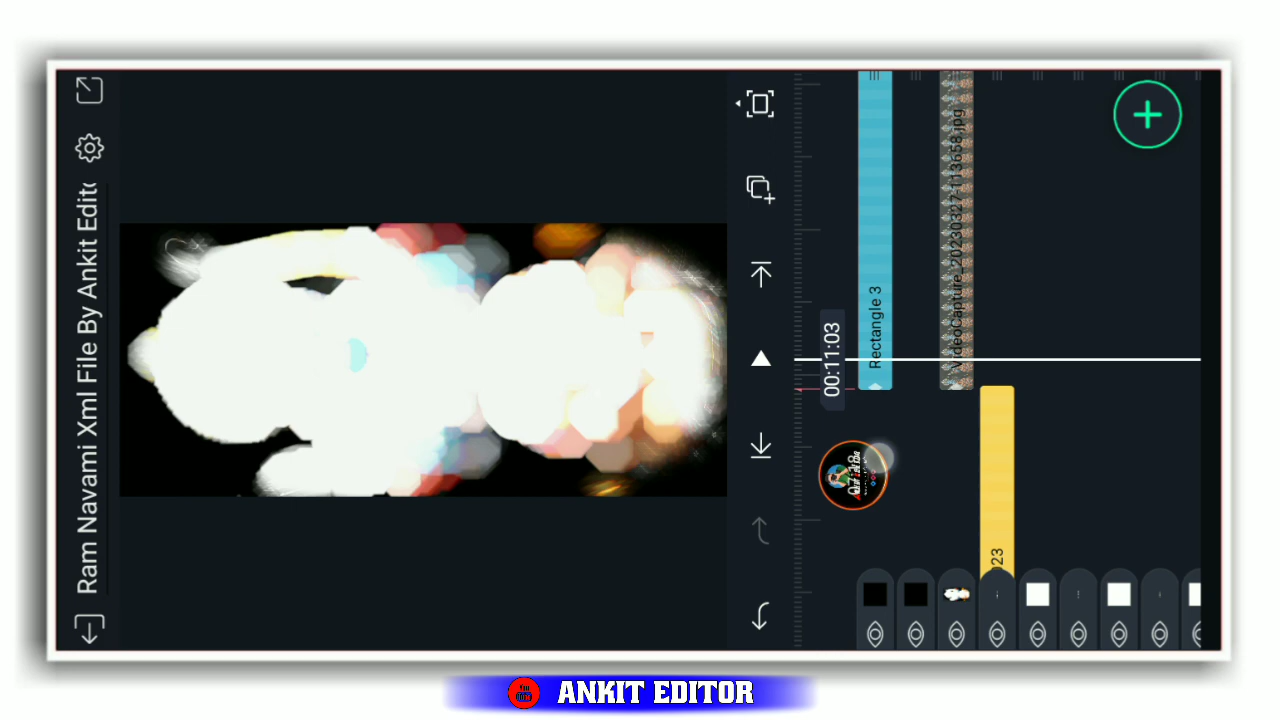 Ram Navami Xml File By Ankit Edit
00:11:03
Rectangle 3
VideoCapture_20230327-113658.jpg
23
ANKIT EDITOR